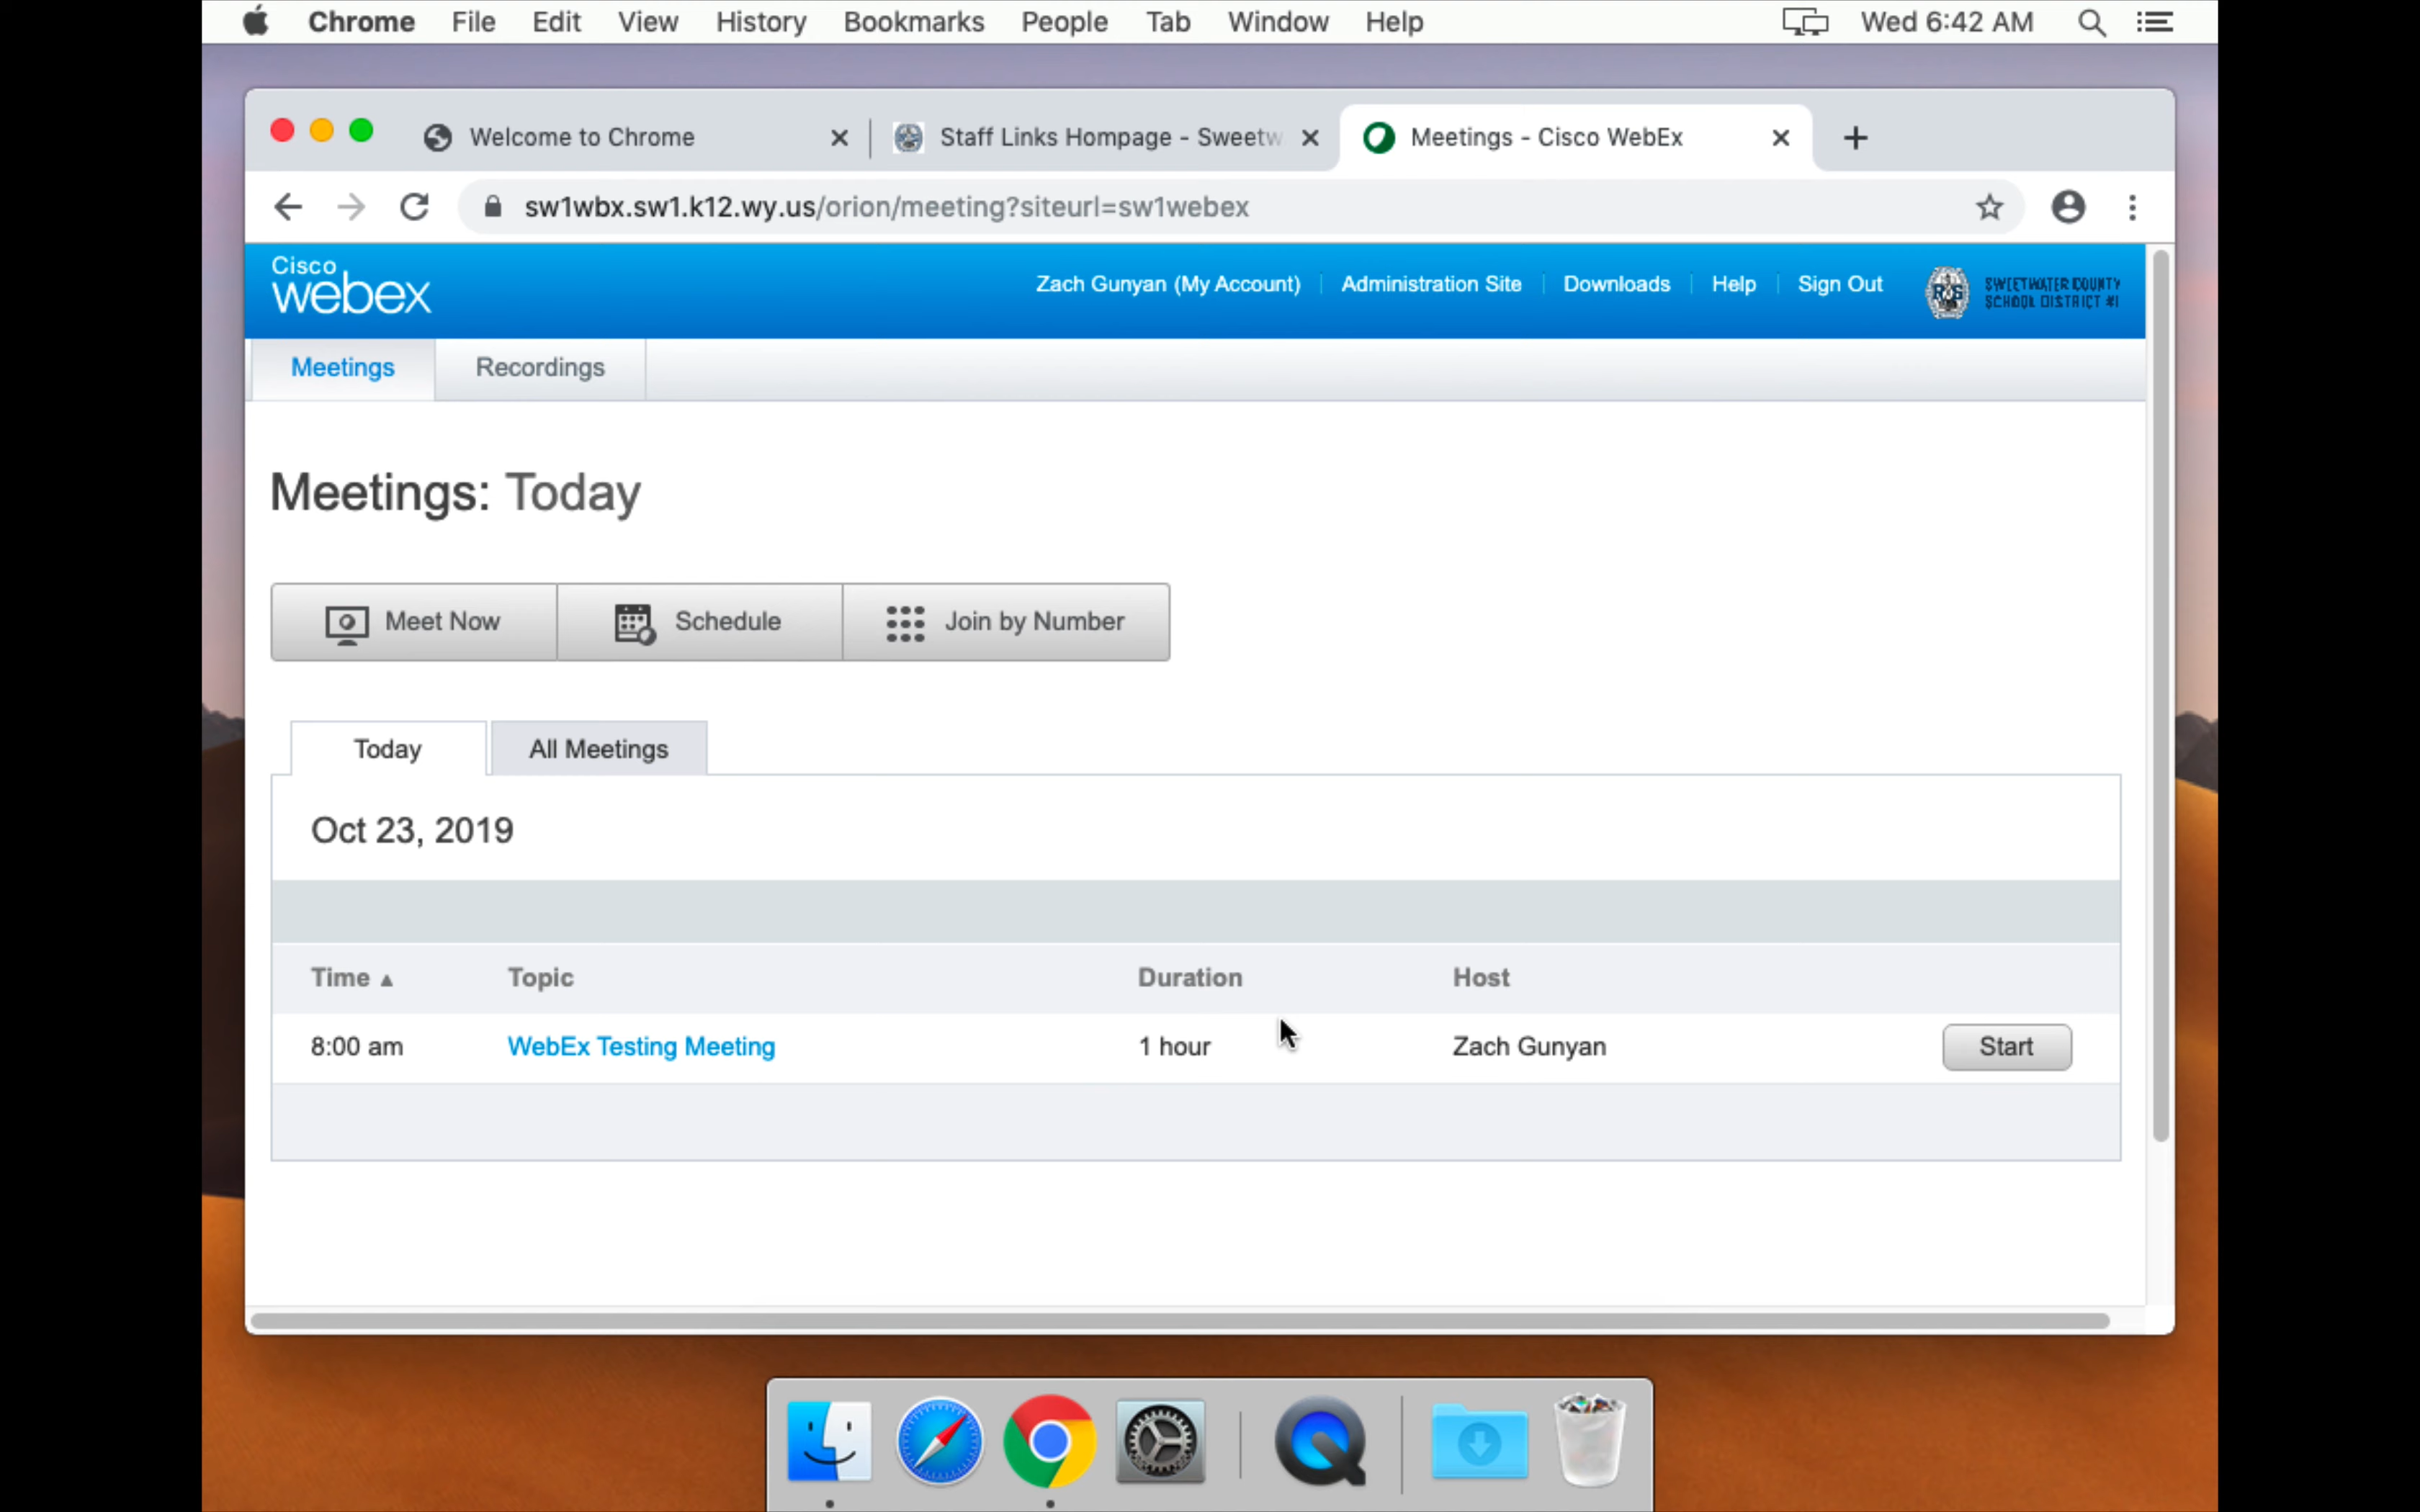 Chrome File Edit View History Bookmarks People Tab Window Help Wed 6:42 AM
Welcome to Chrome Staff Links Hompage - Sweetw Meetings - Cisco WebEx
sw1wbx.sw1.k12.wy.us/orion/meeting?siteurl=sw1webex
Cisco
webex
Zach Gunyan (My Account) Administration Site Downloads Help Sign Out
RS
SWEETWATER COUNTY
SCHOOL DISTRICT #1
Meetings Recordings
Meetings: Today
Meet Now Schedule Join by Number
Today All Meetings
Oct 23, 2019
Time ▲ Topic Duration Host
8:00 am WebEx Testing Meeting 1 hour Zach Gunyan Start